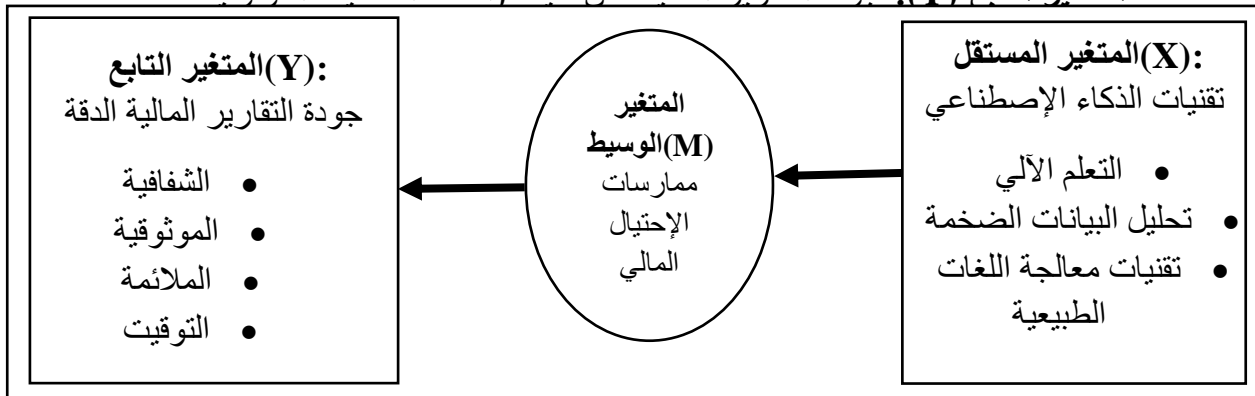 المتغير المستقل(X):
تقنيات الذكاء الإصطناعي
• التعلم الآلي
• تحليل البيانات الضخمة
• تقنيات معالجة اللغات
الطبيعية
المتغير
الوسيط(M)
ممارسات
الإحتيال
المالي
المتغير التابع(Y):
جودة التقارير المالية الدقة
• الشفافية
• الموثوقية
• الملائمة
• التوقيت